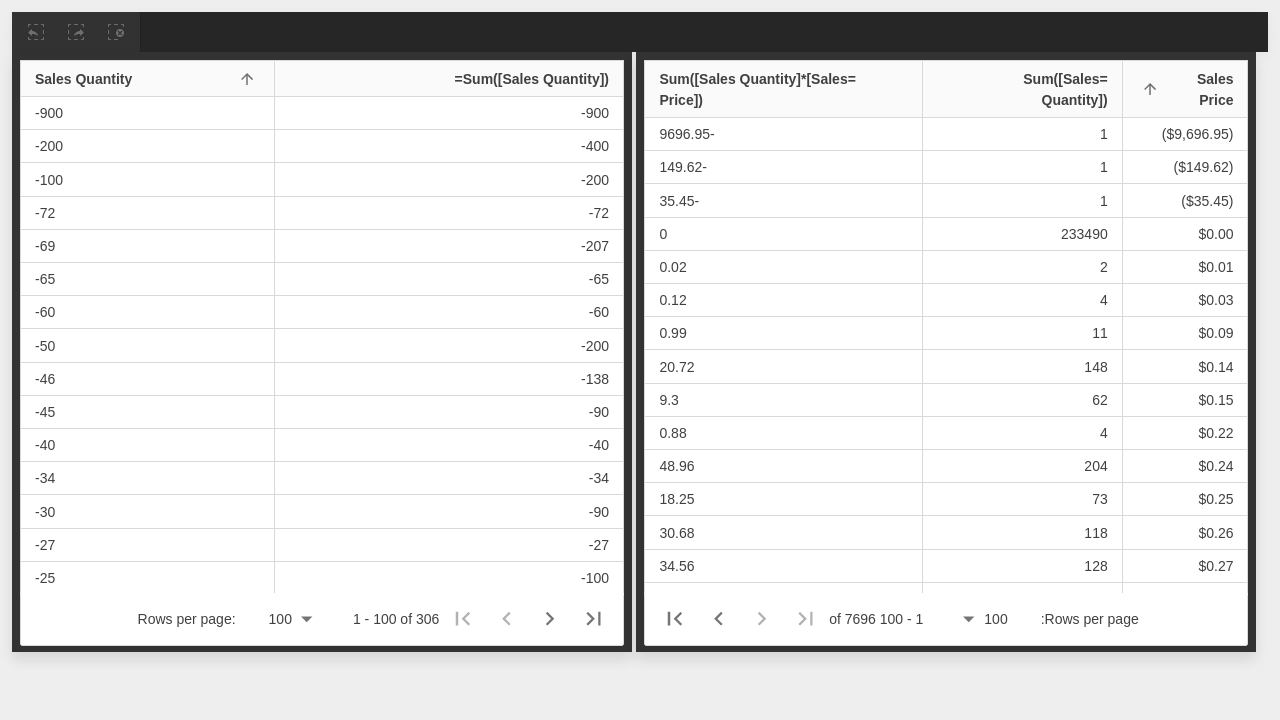 Sales Quantity =Sum([Sales Quantity])
-900 -900
-200 -400
-100 -200
-72 -72
-69 -207
-65 -65
-60 -60
-50 -200
-46 -138
-45 -90
-40 -40
-34 -34
-30 -90
-27 -27
-25 -100
Rows per page: 100 1 - 100 of 306
Sum([Sales Quantity]*[Sales= Sum([Sales= Sales
Price]) Quantity]) Price
9696.95- 1 ($9,696.95)
149.62- 1 ($149.62)
35.45- 1 ($35.45)
0 233490 $0.00
0.02 2 $0.01
0.12 4 $0.03
0.99 11 $0.09
20.72 148 $0.14
9.3 62 $0.15
0.88 4 $0.22
48.96 204 $0.24
18.25 73 $0.25
30.68 118 $0.26
34.56 128 $0.27
of 7696 100 - 1 100 :Rows per page